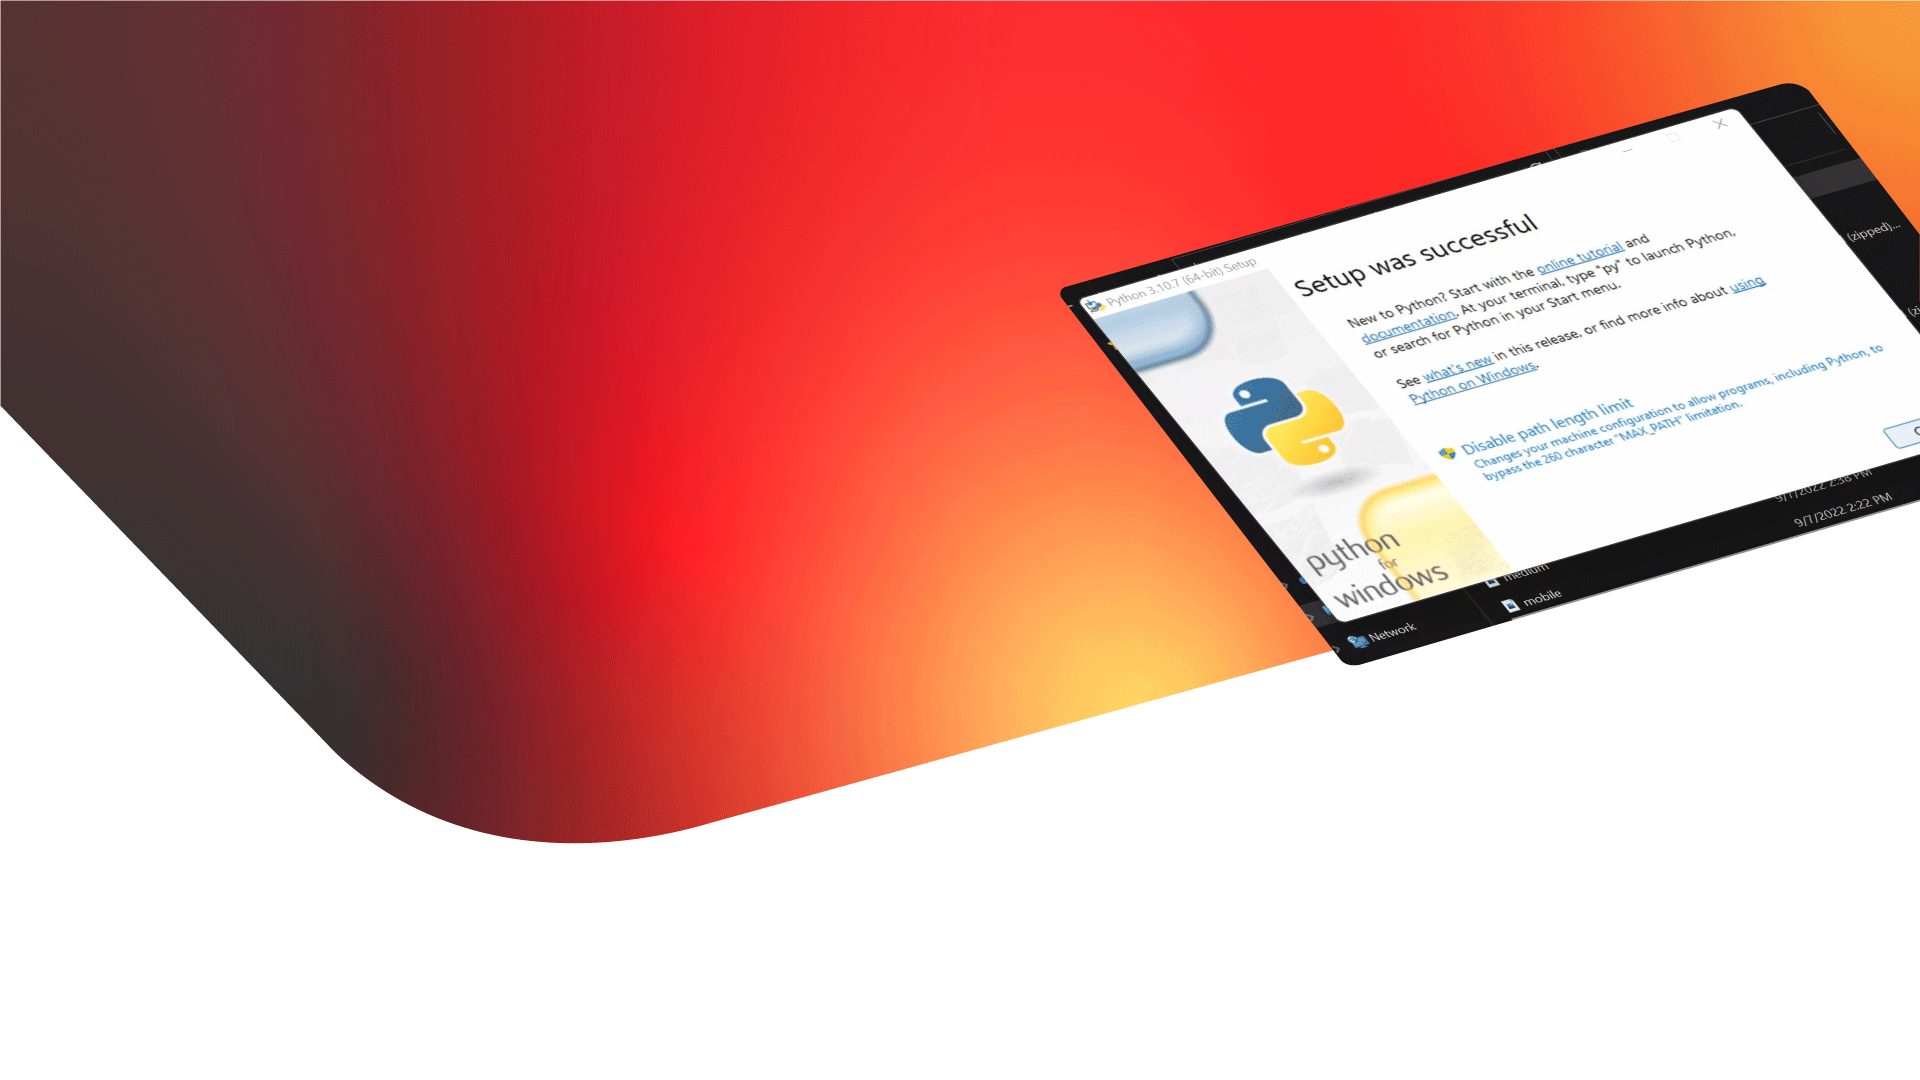 Python 3.10.7 (64-bit) Setup
Setup was successful
New to Python? Start with the online tutorial and
documentation. At your terminal, type "py" to launch Python,
or search for Python in your Start menu.
See what's new in this release, or find more info about using
Python on Windows.
Disable path length limit
Changes your machine configuration to allow programs, including Python, to
bypass the 260 character "MAX_PATH" limitation.
python
for
windows
(zipped)...
9/7/2022 2:38 PM
9/7/2022 2:22 PM
medium
mobile
Network